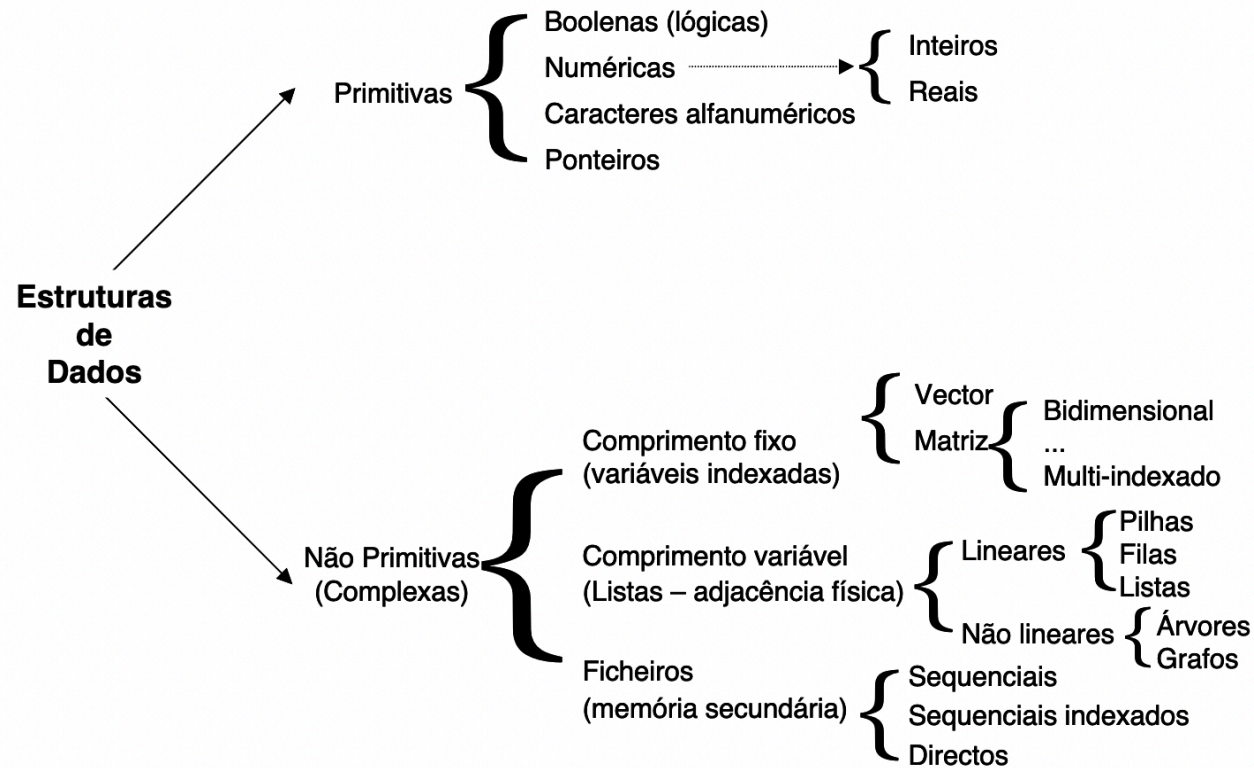 Boolenas (lógicas)
Numéricas
Inteiros
Reais
Primitivas
Caracteres alfanuméricos
Ponteiros
Estruturas
de
Dados
Não Primitivas
(Complexas)
Comprimento fixo
(variáveis indexadas)
Vector
Matriz
Bidimensional
...
Multi-indexado
Comprimento variável
(Listas – adjacência física)
Lineares
Pilhas
Filas
Listas
Não lineares
Árvores
Grafos
Ficheiros
(memória secundária)
Sequenciais
Sequenciais indexados
Directos